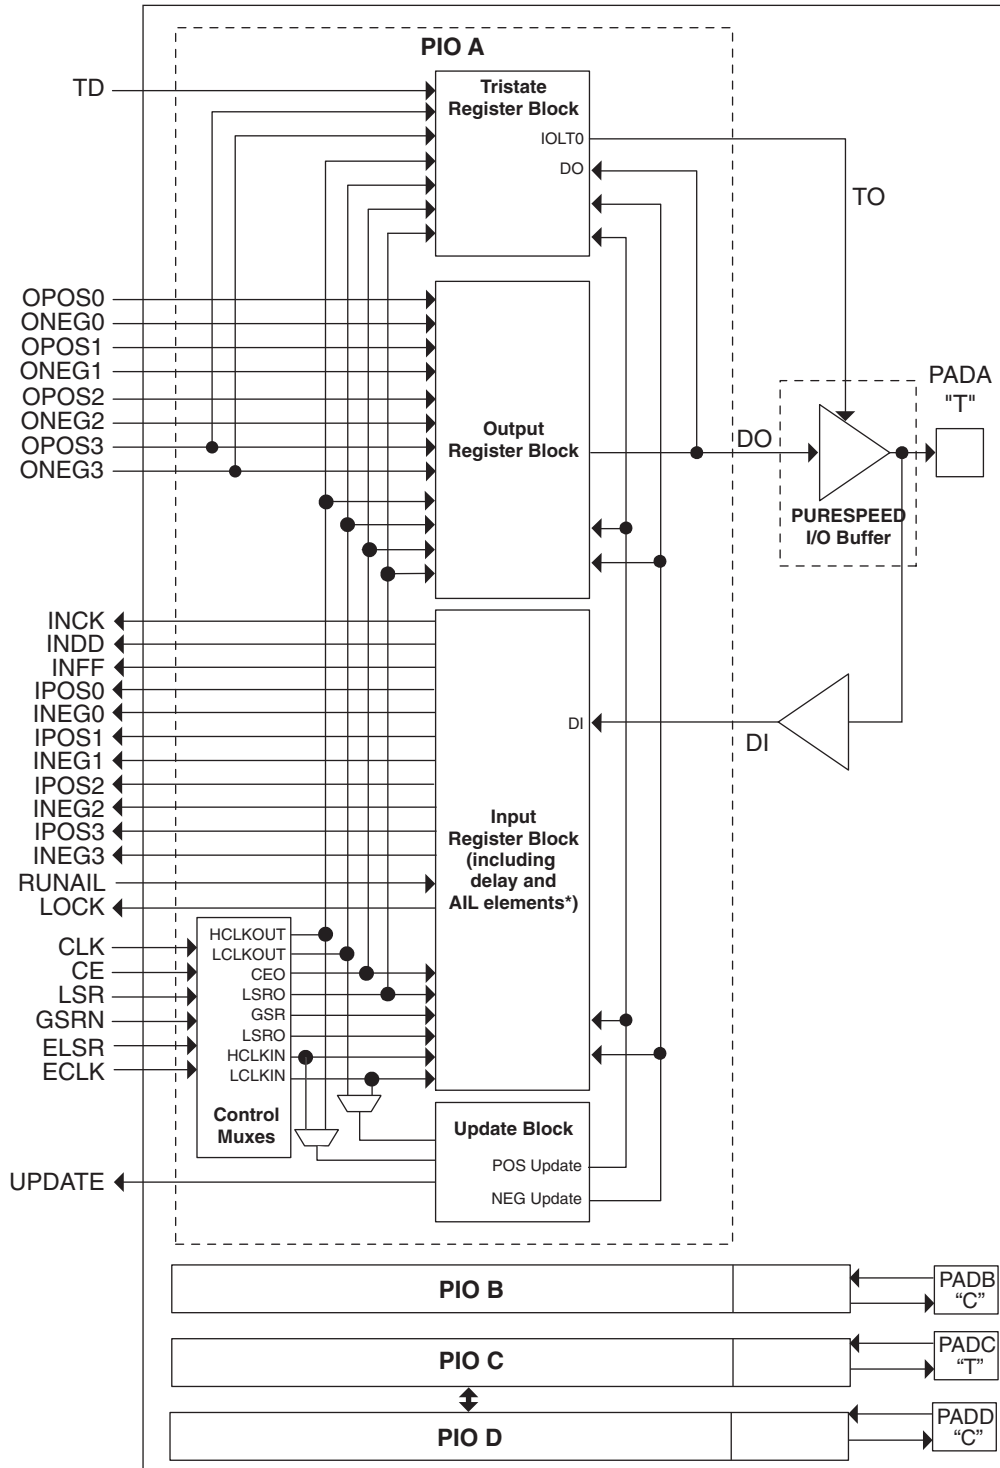 PIO A
TD
Tristate
Register Block
IOLT0
DO
TO
OPOS0
ONEG0
OPOS1
ONEG1
OPOS2
ONEG2
OPOS3
ONEG3
Output
Register Block
DO
PADA
"T"
PURESPEED
I/O Buffer
INCK
INDD
INFF
IPOS0
INEG0
IPOS1
INEG1
IPOS2
INEG2
IPOS3
INEG3
RUNAIL
LOCK
DI
DI
Input
Register Block
(including
delay and
AIL elements*)
CLK
CE
LSR
GSRN
ELSR
ECLK
HCLKOUT
LCLKOUT
CEO
LSRO
GSR
LSRO
HCLKIN
LCLKIN
Control
Muxes
Update Block
POS Update
NEG Update
UPDATE
PIO B
PADB
“C”
PIO C
PADC
“T”
PIO D
PADD
“C”